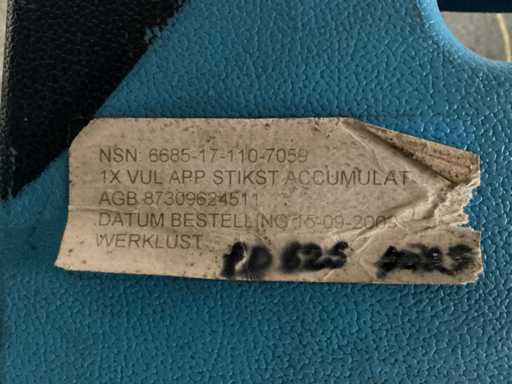 NSN 6685-17-110-7059
1X VUL APP STIKST ACCUMULAT
AGB 87309624511
DATUM BESTELLING 15-09-200
WERKLUST